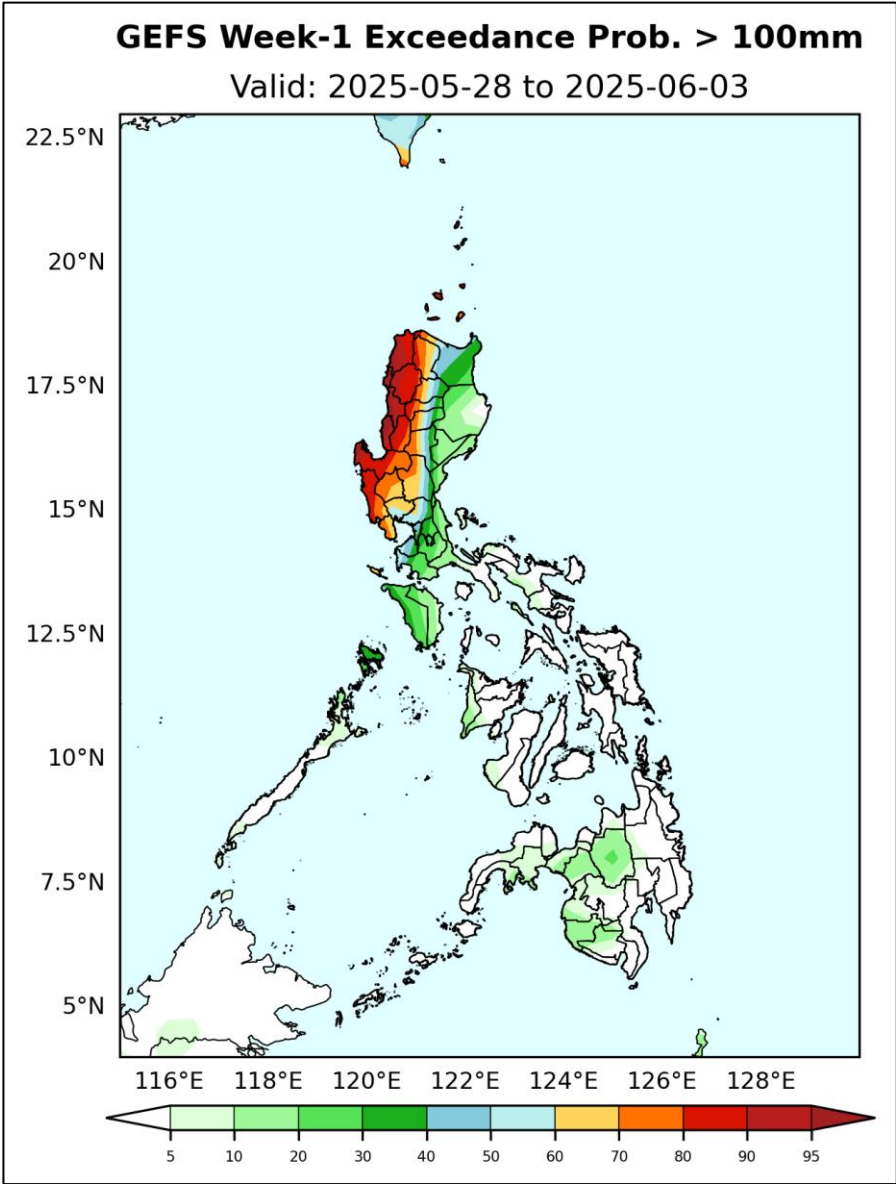 GEFS Week-1 Exceedance Prob. > 100mm
Valid: 2025-05-28 to 2025-06-03
22.5°N
20°N
17.5°N
15°N
12.5°N
10°N
7.5°N
5°N
116°E 118°E 120°E 122°E 124°E 126°E 128°E
5 10 20 30 40 50 60 70 80 90 95